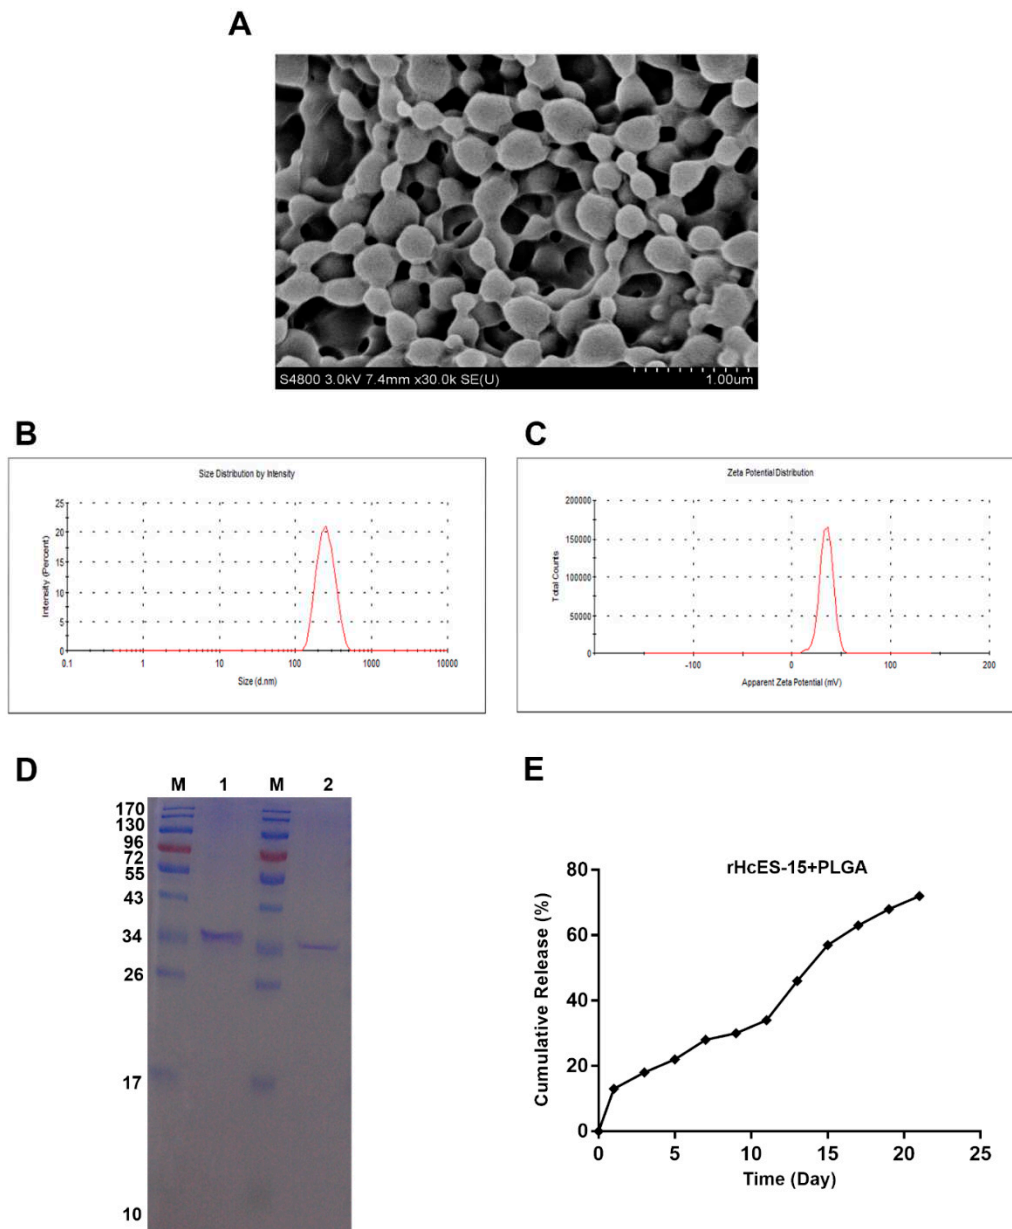 A
S4800 3.0kV 7.4mm x30.0k SE(U)
1.00um
B
Size Distribution by Intensity
Intensity (Percent)
25
20
15
10
5
0
0.1
1
10
100
1000
10000
Size (d.nm)
C
Zeta Potential Distribution
Total Counts
200000
150000
100000
50000
0
-100
0
100
200
Apparent Zeta Potential (mV)
D
M 1 M 2
170
130
96
72
55
43
34
26
17
10
E
rHcES-15+PLGA
Cumulative Release (%)
80
60
40
20
0
0 5 10 15 20 25
Time (Day)